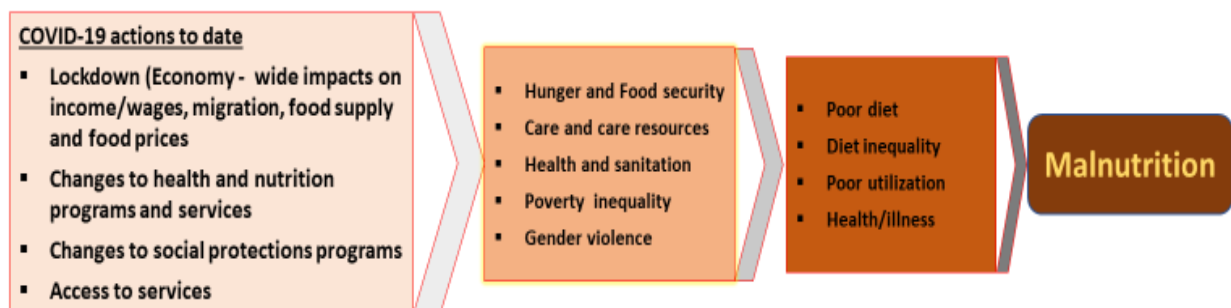 COVID-19 actions to date
▪ Lockdown (Economy - wide impacts on
income/wages, migration, food supply
and food prices
▪ Changes to health and nutrition
programs and services
▪ Changes to social protections programs
▪ Access to services
▪ Hunger and Food security
▪ Care and care resources
▪ Health and sanitation
▪ Poverty inequality
▪ Gender violence
▪ Poor diet
▪ Diet inequality
▪ Poor utilization
▪ Health/illness
Malnutrition